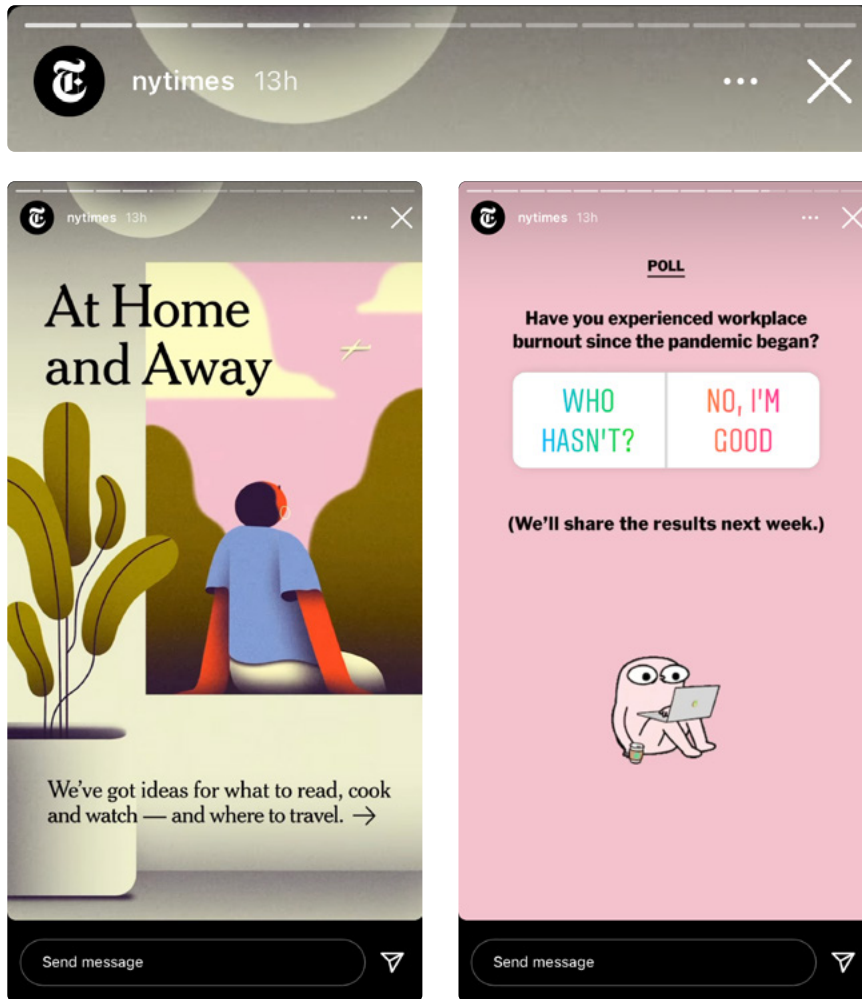 nytimes 13h
nytimes 13h
At Home
and Away
We’ve got ideas for what to read, cook
and watch — and where to travel. →
Send message
nytimes 13h
POLL
Have you experienced workplace
burnout since the pandemic began?
WHO
HASN'T?
NO, I'M
GOOD
(We’ll share the results next week.)
Send message